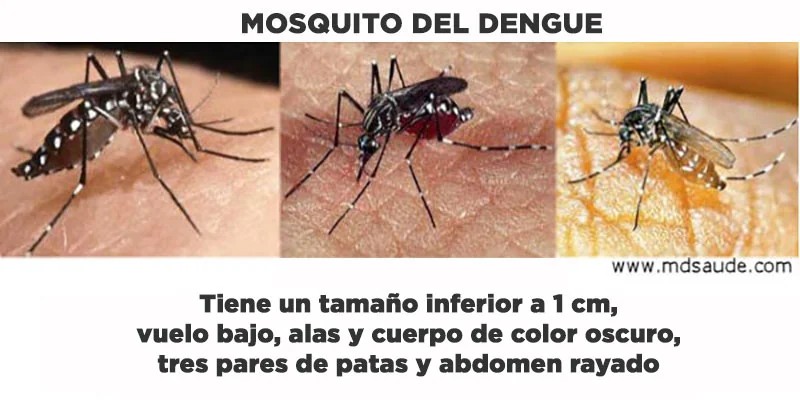 MOSQUITO DEL DENGUE
www.mdsaude.com
Tiene un tamaño inferior a 1 cm,
vuelo bajo, alas y cuerpo de color oscuro,
tres pares de patas y abdomen rayado